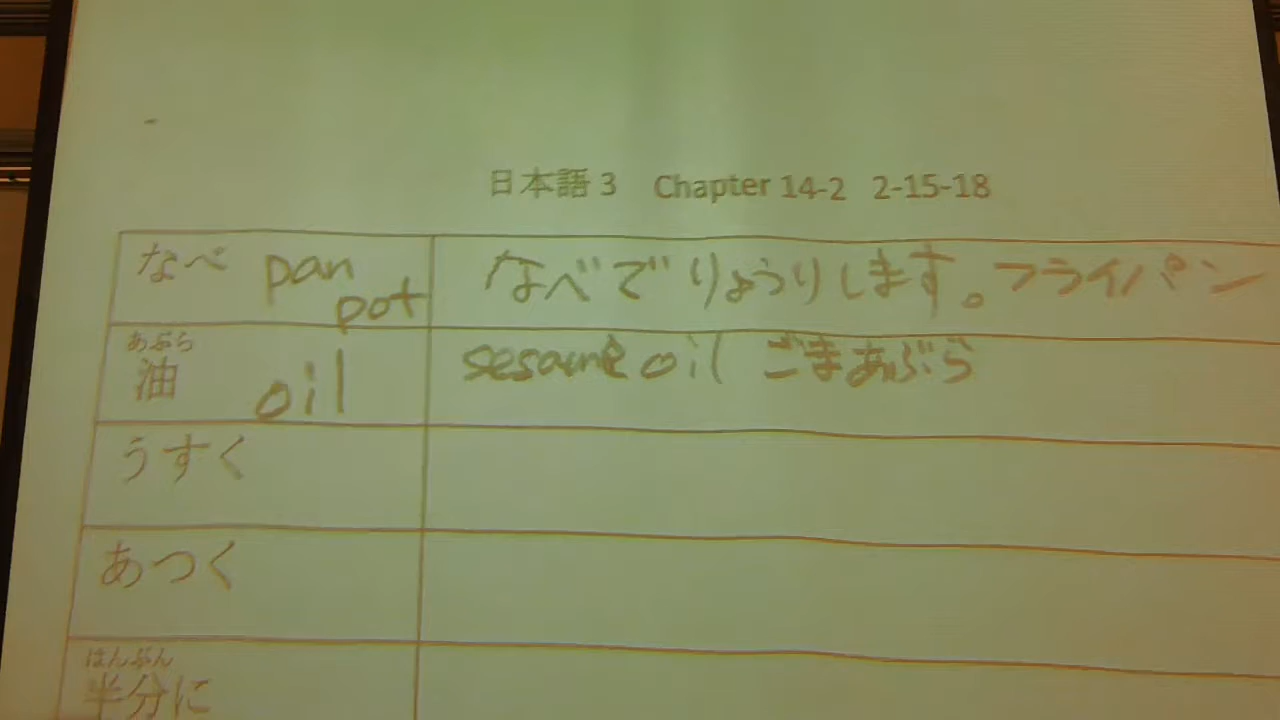 日本語 3 Chapter 14-2 2-15-18
なべ pan pot なべでりょうりします。フライパン
あぶら
油 oil sesame oil ごまあぶら
うすく
あつく
はんぶん
半分に